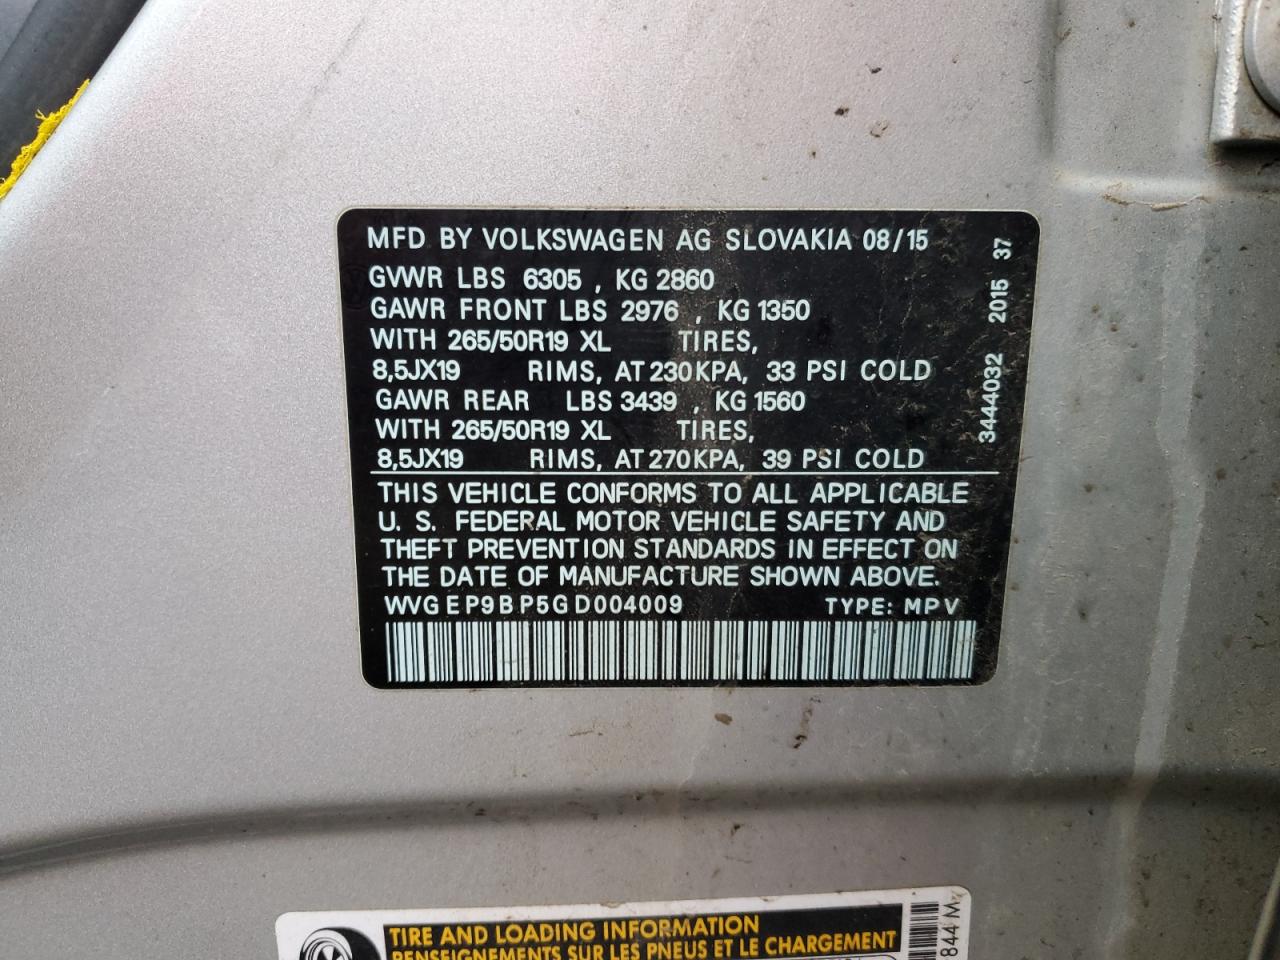 MFD BY VOLKSWAGEN AG SLOVAKIA 08/15
GVWR LBS 6305 , KG 2860
GAWR FRONT LBS 2976 , KG 1350
WITH 265/50R19 XL TIRES,
8,5JX19 RIMS, AT 230 KPA, 33 PSI COLD
GAWR REAR LBS 3439 , KG 1560
WITH 265/50R19 XL TIRES,
8,5JX19 RIMS, AT 270 KPA, 39 PSI COLD
3444032 2015 37
THIS VEHICLE CONFORMS TO ALL APPLICABLE
U. S. FEDERAL MOTOR VEHICLE SAFETY AND
THEFT PREVENTION STANDARDS IN EFFECT ON
THE DATE OF MANUFACTURE SHOWN ABOVE.
WVGEP9BP5GD004009 TYPE: MPV
TIRE AND LOADING INFORMATION
RENSEIGNEMENTS SUR LES PNEUS ET LE CHARGEMENT
844 M